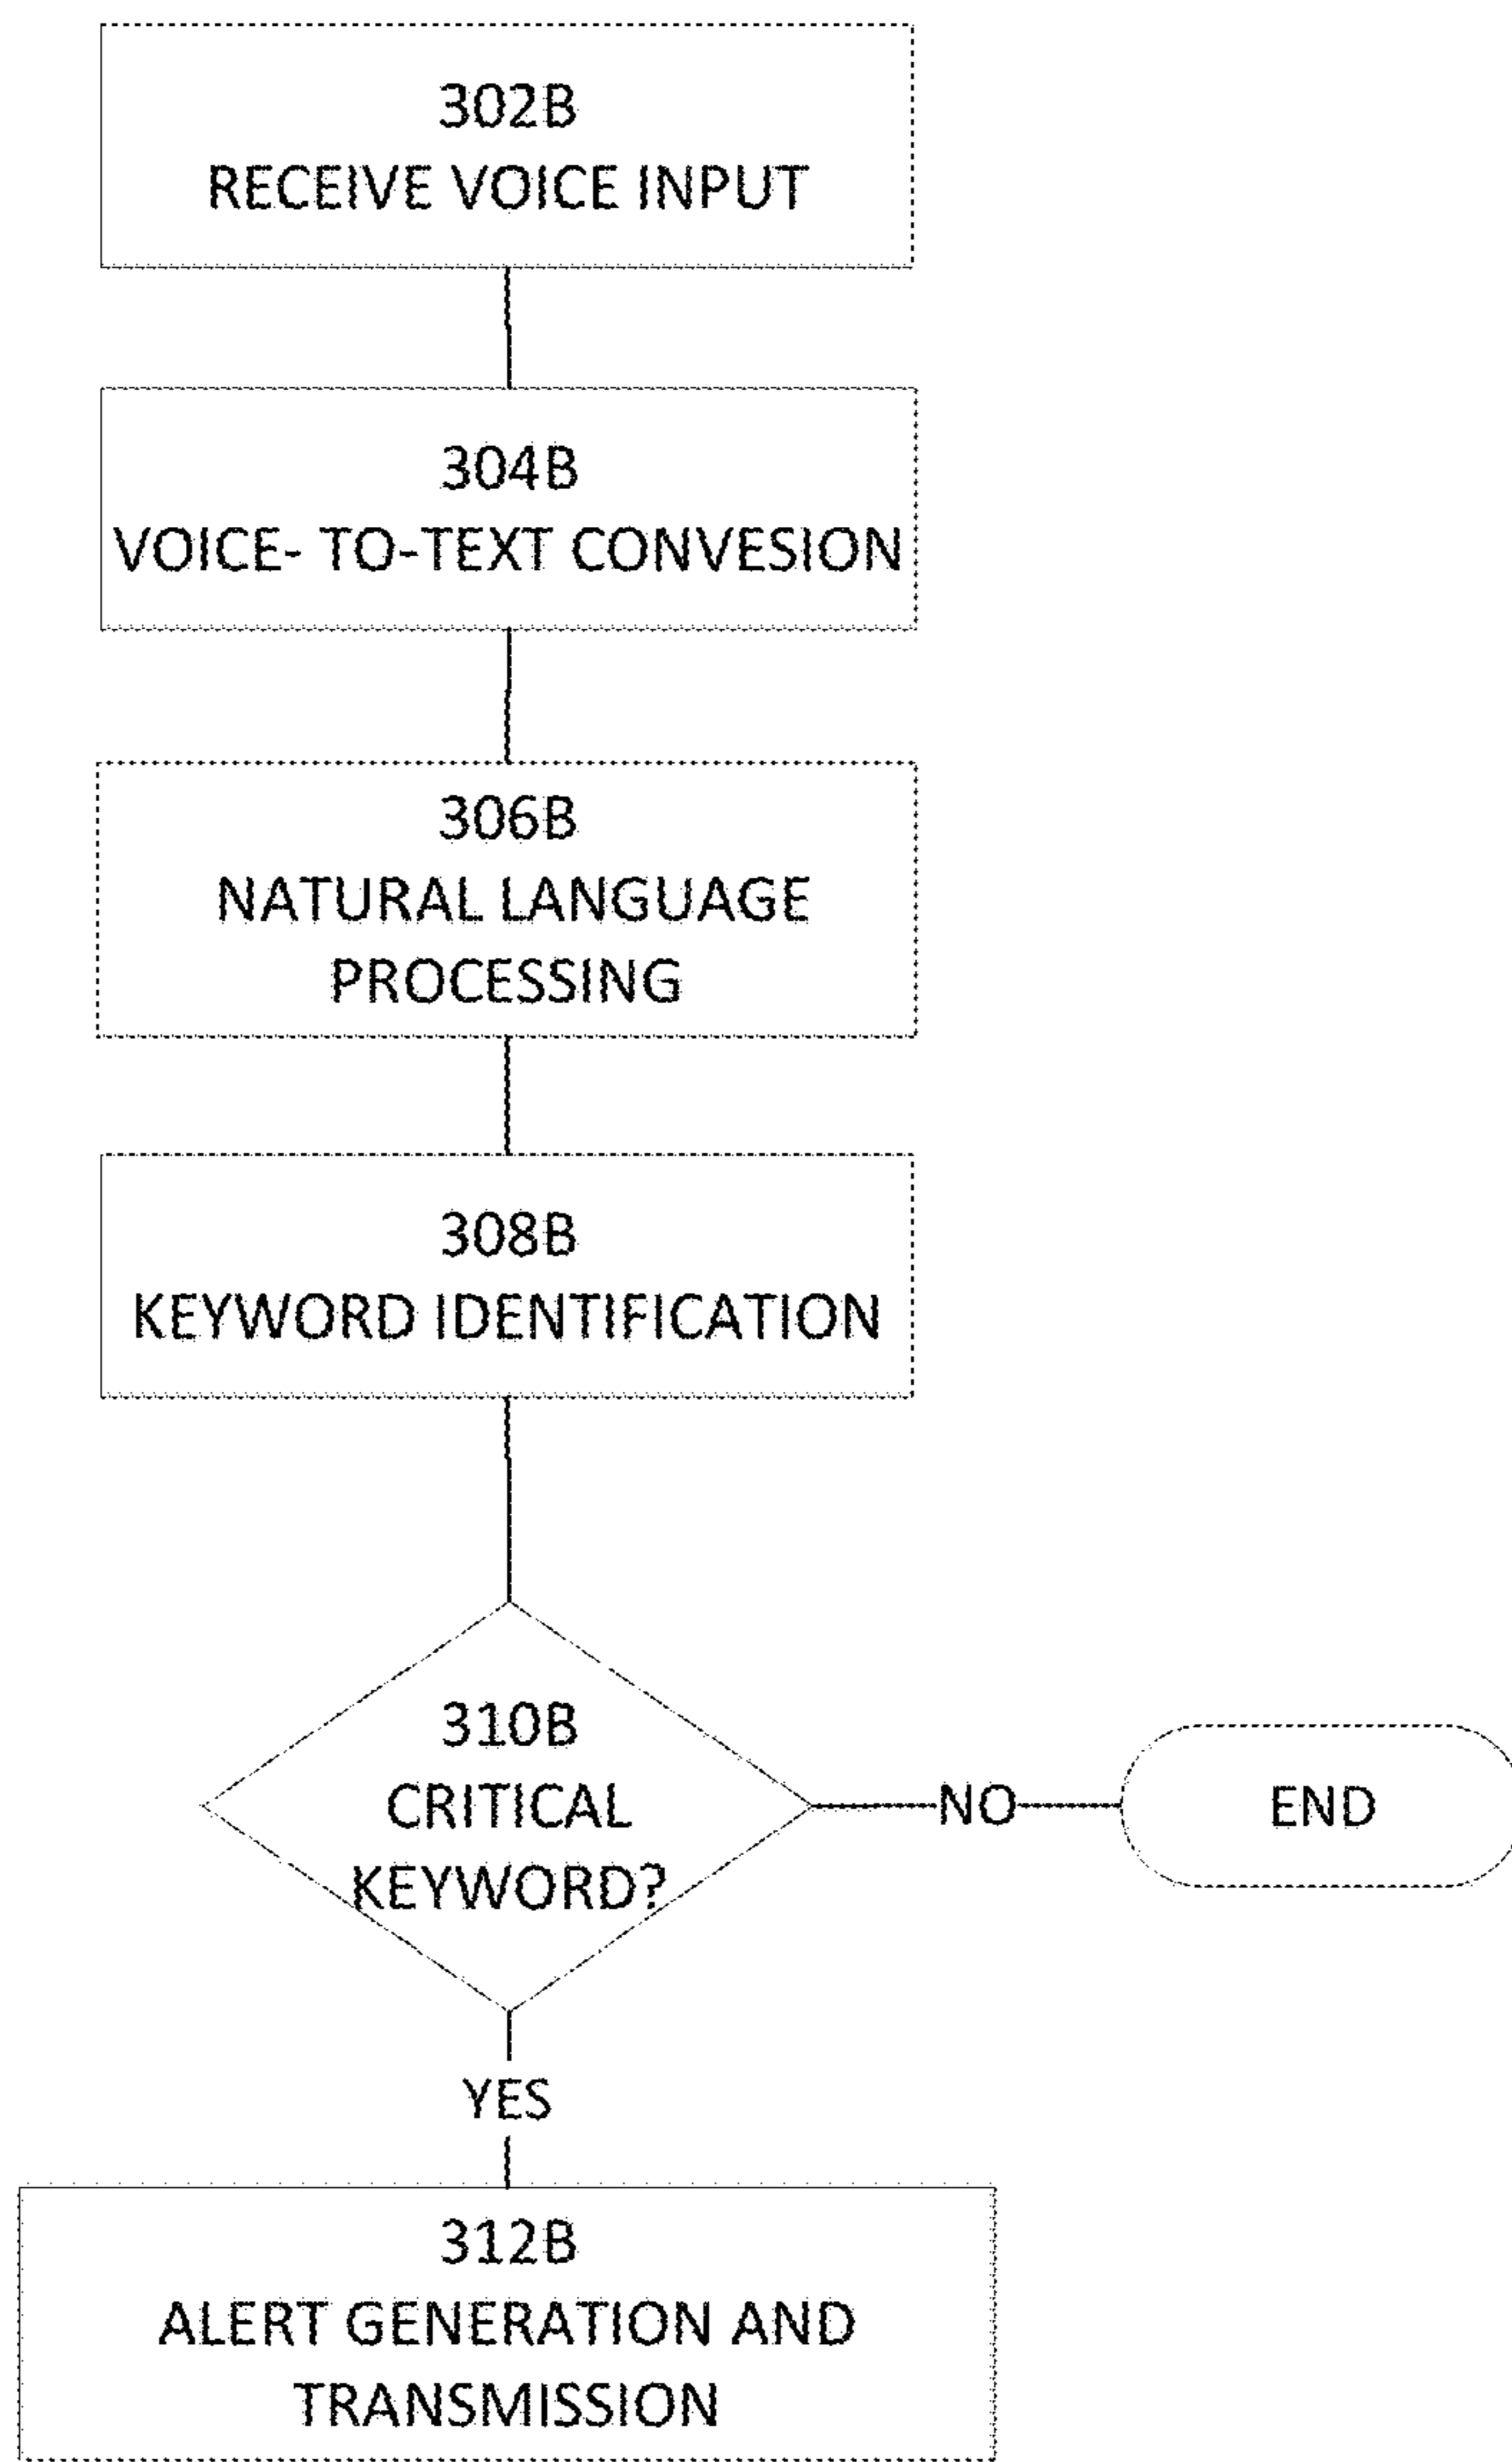 302B
RECEIVE VOICE INPUT
304B
VOICE- TO-TEXT CONVESION
306B
NATURAL LANGUAGE
PROCESSING
308B
KEYWORD IDENTIFICATION
310B
CRITICAL
KEYWORD?
NO
END
YES
312B
ALERT GENERATION AND
TRANSMISSION